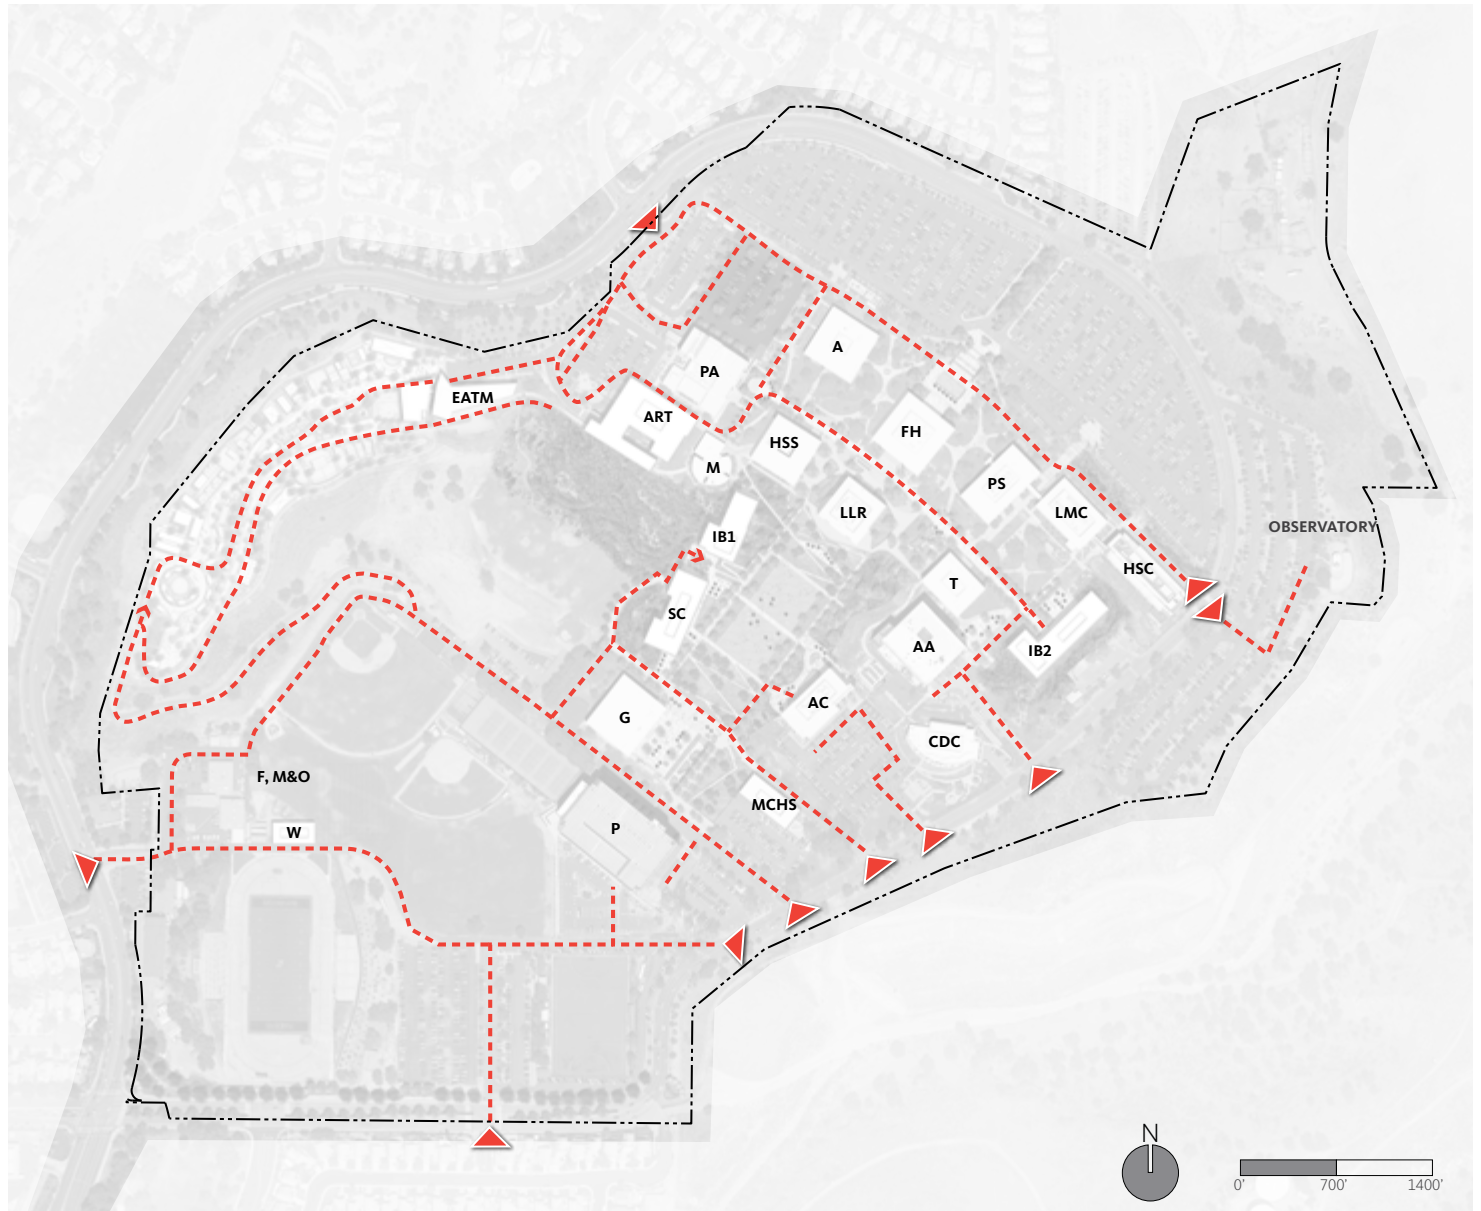 A
PA
EATM
ART
FH
HSS
M
PS
LLR
LMC
OBSERVATORY
IB1
HSC
T
SC
AA
IB2
AC
G
CDC
F, M&O
MCHS
P
W
N
0' 700' 1400'